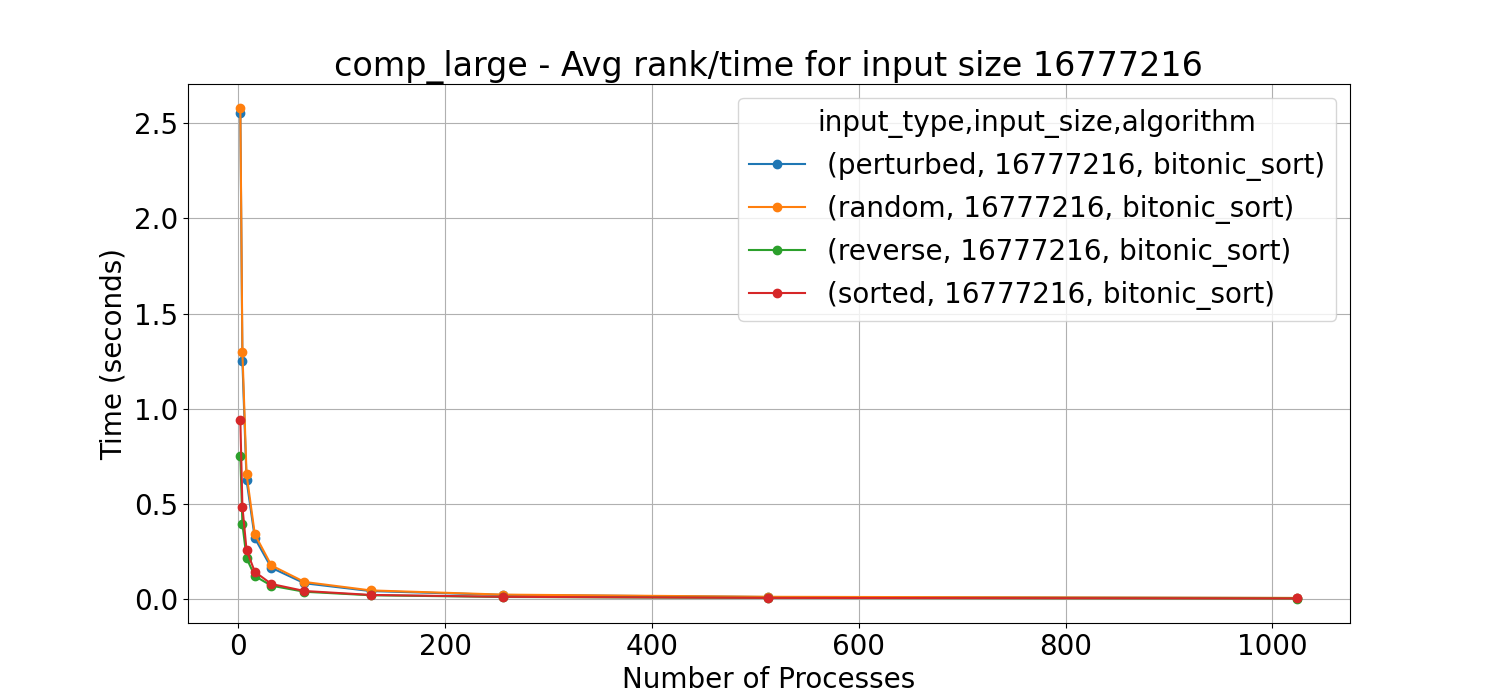 comp_large - Avg rank/time for input size 16777216
input_type,input_size,algorithm
(perturbed, 16777216, bitonic_sort)
(random, 16777216, bitonic_sort)
(reverse, 16777216, bitonic_sort)
(sorted, 16777216, bitonic_sort)
Time (seconds)
2.5
2.0
1.5
1.0
0.5
0.0
0 200 400 600 800 1000
Number of Processes